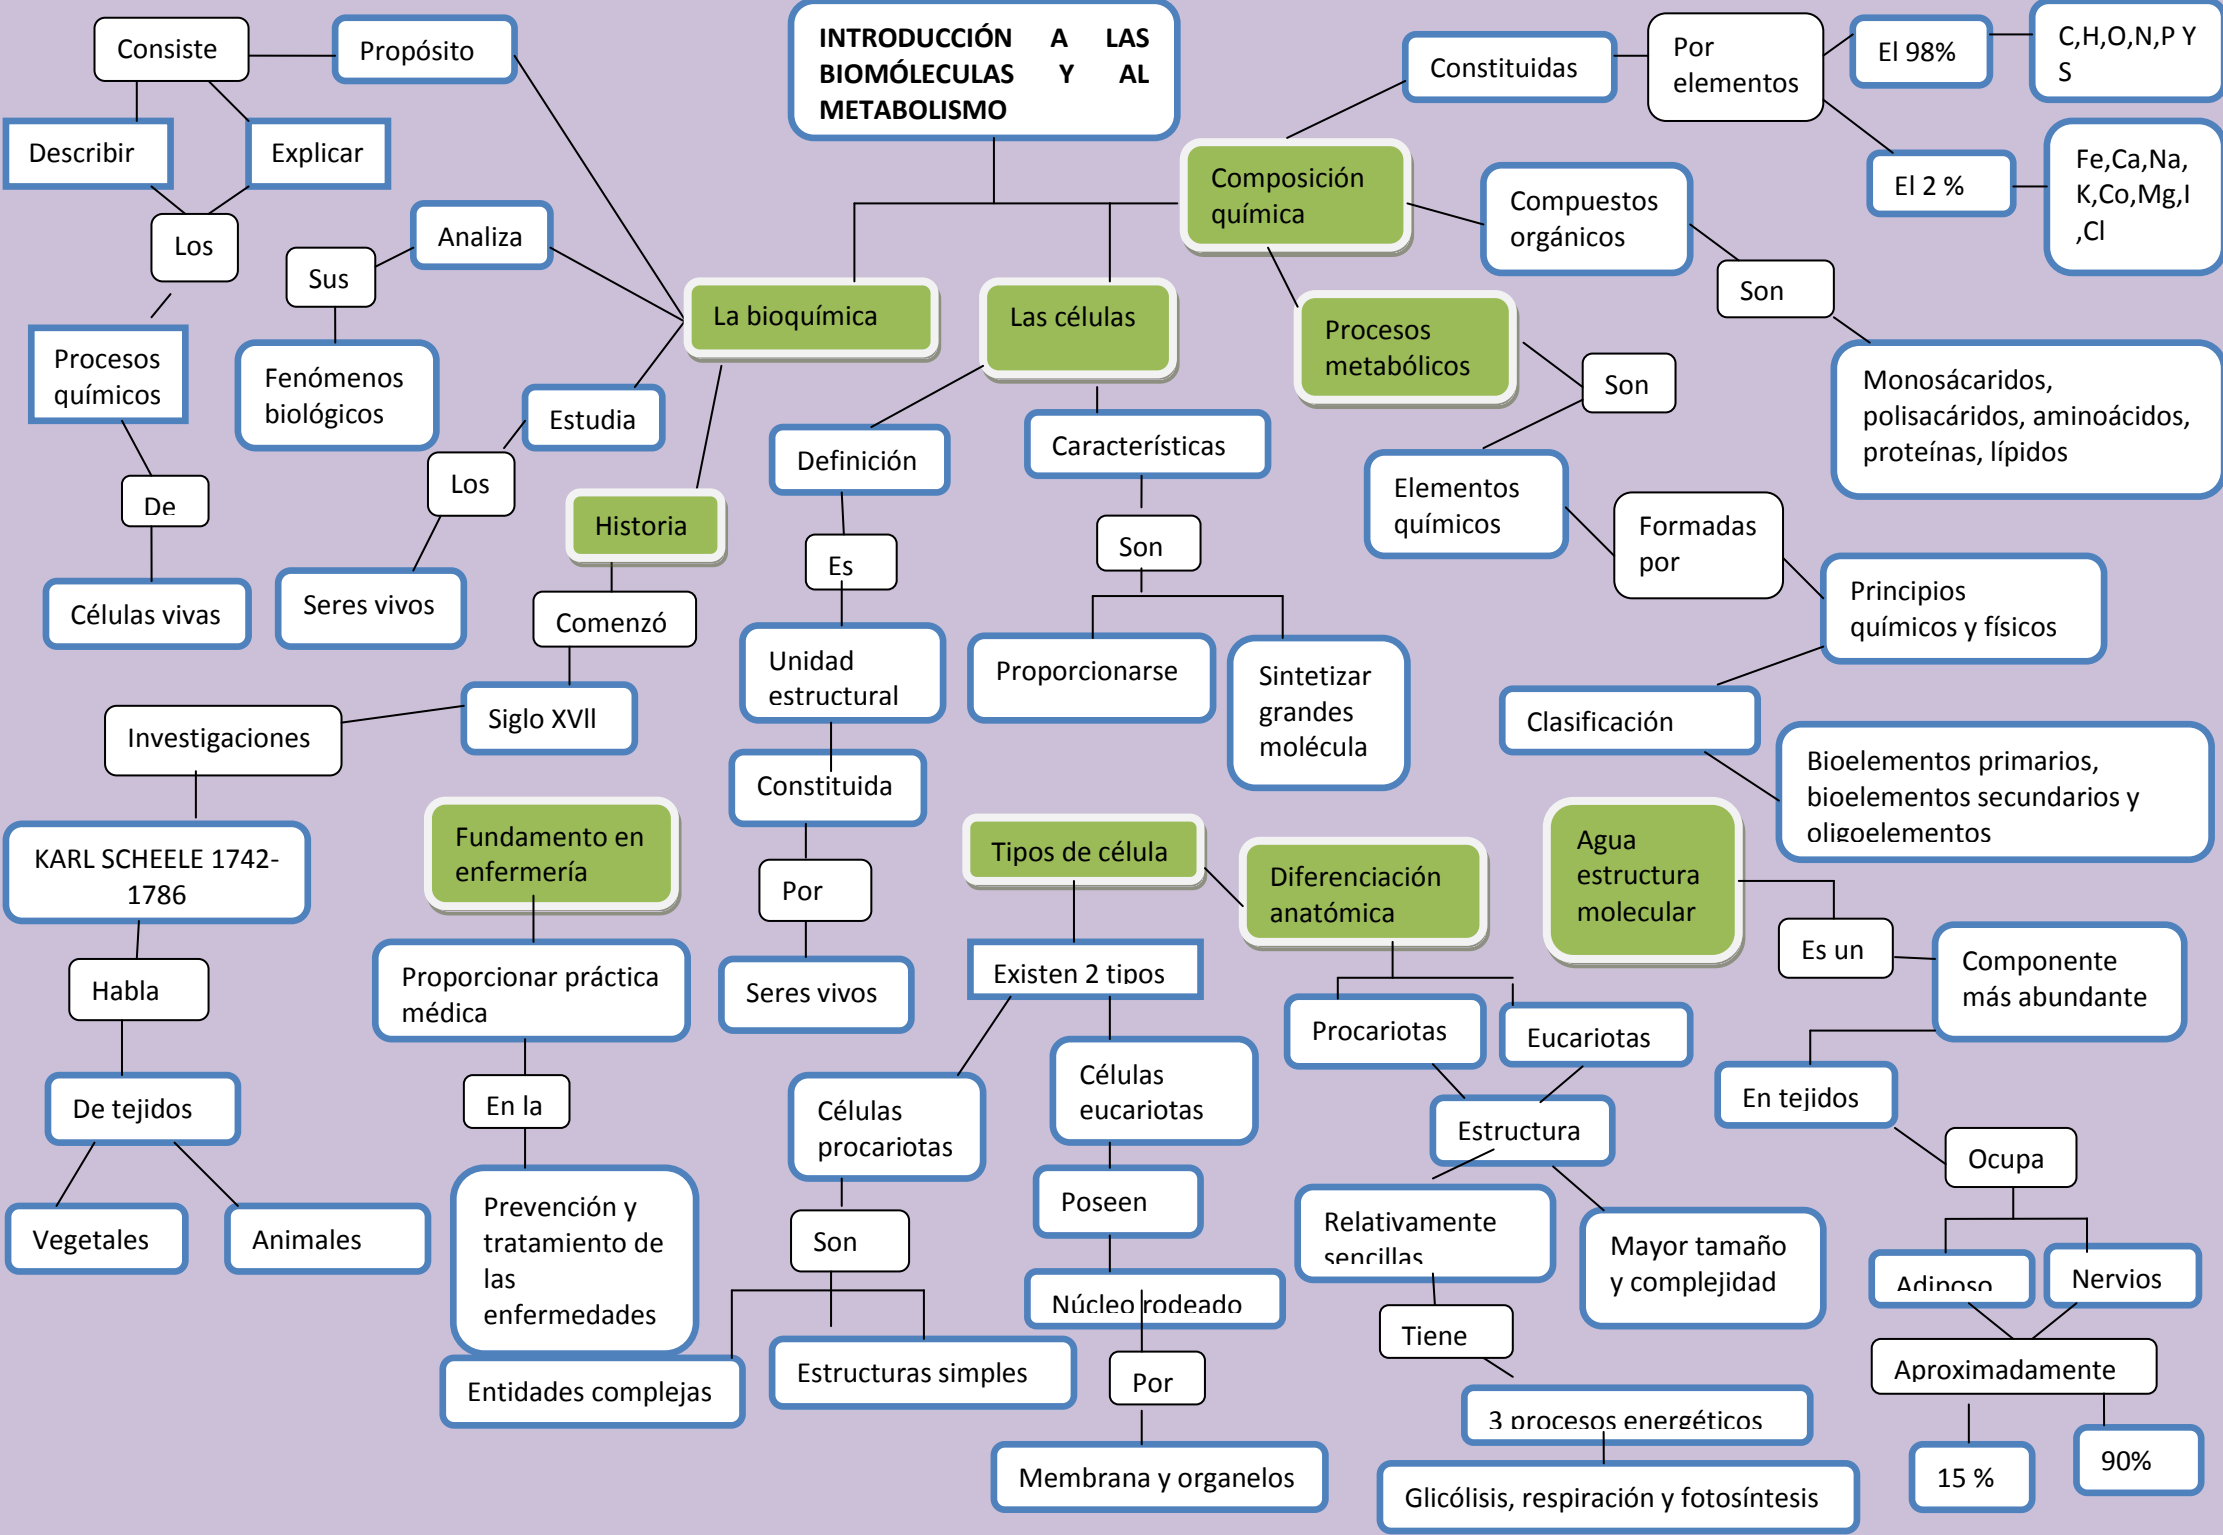 INTRODUCCIÓN A LAS
BIOMÓLECULAS Y AL
METABOLISMO
Consiste
Propósito
Describir
Explicar
Los
Procesos
químicos
De
Células vivas
Analiza
Sus
Fenómenos
biológicos
La bioquímica
Estudia
Los
Seres vivos
Historia
Comenzó
Siglo XVll
Investigaciones
KARL SCHEELE 1742-
1786
Habla
De tejidos
Vegetales
Animales
Fundamento en
enfermería
Proporcionar práctica
médica
En la
Prevención y
tratamiento de
las
enfermedades
Las células
Definición
Es
Unidad
estructural
Constituida
Por
Seres vivos
Características
Son
Proporcionarse
Sintetizar
grandes
molécula
Tipos de célula
Existen 2 tipos
Células
procariotas
Son
Entidades complejas
Estructuras simples
Células
eucariotas
Poseen
Núcleo rodeado
Por
Membrana y organelos
Diferenciación
anatómica
Procariotas
Eucariotas
Estructura
Relativamente
sencillas
Mayor tamaño
y complejidad
Tiene
3 procesos energéticos
Glicólisis, respiración y fotosíntesis
Composición
química
Constituidas
Por
elementos
El 98%
C,H,O,N,P Y
S
El 2 %
Fe,Ca,Na,
K,Co,Mg,I
,Cl
Compuestos
orgánicos
Son
Monosácaridos,
polisacáridos, aminoácidos,
proteínas, lípidos
Procesos
metabólicos
Son
Elementos
químicos
Formadas
por
Principios
químicos y físicos
Clasificación
Bioelementos primarios,
bioelementos secundarios y
oligoelementos
Agua
estructura
molecular
Es un
Componente
más abundante
En tejidos
Ocupa
Adiposo
Nervios
Aproximadamente
15 %
90%